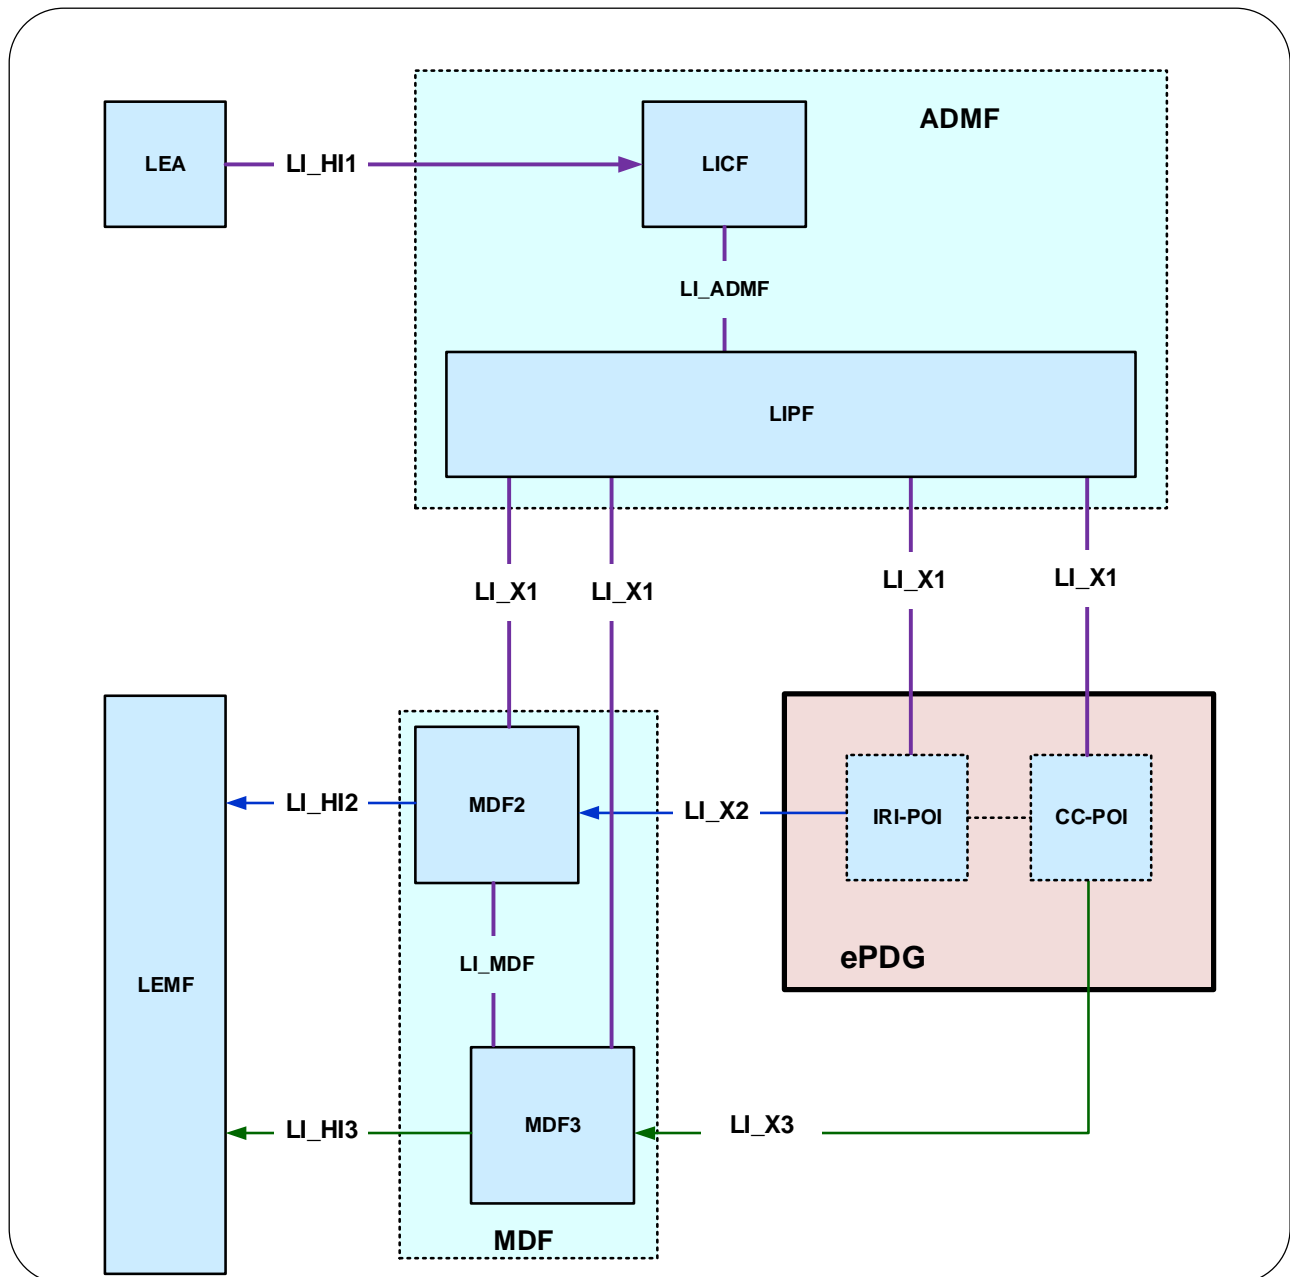 ADMF
LEA
LI_HI1
LICF
LI_ADMF
LIPF
LI_X1
LI_X1
LI_X1
LI_X1
MDF2
LI_HI2
LI_X2
IRI-POI
CC-POI
ePDG
LI_MDF
LEMF
MDF3
LI_HI3
LI_X3
MDF